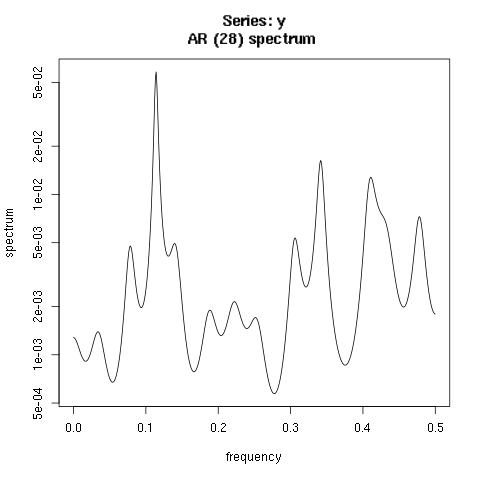 Series: y
AR (28) spectrum
5e-02
2e-02
1e-02
5e-03
2e-03
1e-03
5e-04
spectrum
0.0 0.1 0.2 0.3 0.4 0.5
frequency